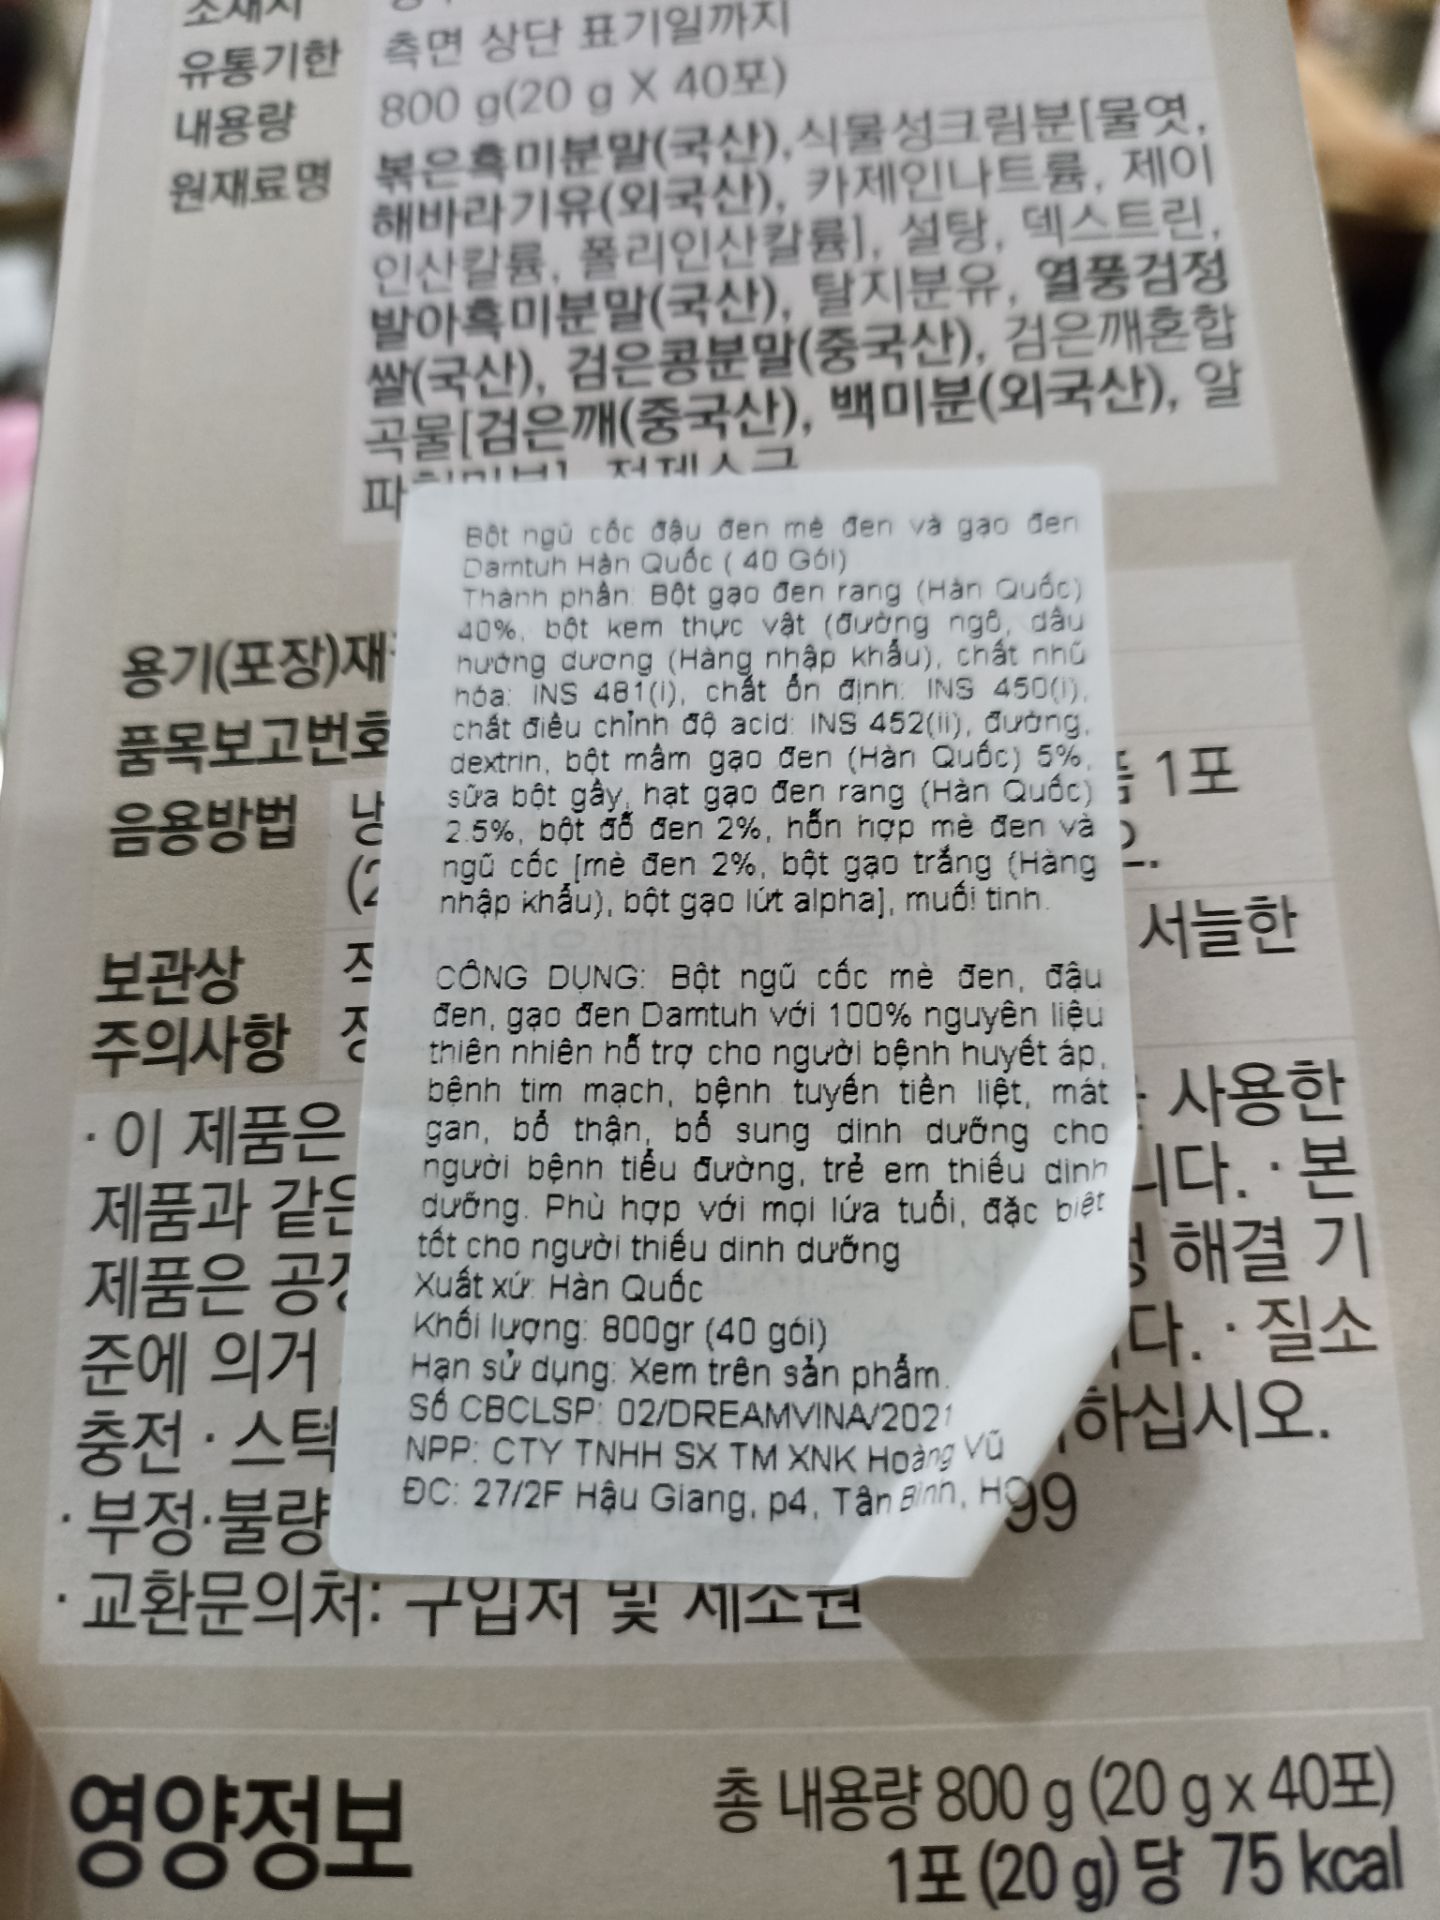 유통기한 측면 상단 표기일까지
내용량 800 g(20 g X 40포)
원재료명 볶은흑미분말(국산), 식물성크림분[물엿,
해바라기유(외국산), 카제인나트륨, 제이
인산칼륨, 폴리인산칼륨], 설탕, 덱스트린,
발아흑미분말(국산), 탈지분유, 열풍검정
쌀(국산), 검은콩분말(중국산), 검은깨혼합
곡물[검은깨(중국산), 백미분(외국산), 알
Bột ngũ cốc đậu đen mè đen và gạo đen
Damtuh Hàn Quốc ( 40 Gói)
Thành phần: Bột gạo đen rang (Hàn Quốc)
40%, bột kem thực vật (đường ngô, dầu
hướng dương (Hàng nhập khẩu), chất nhũ
hóa: INS 481(i), chất ổn định: INS 450(i),
chất điều chỉnh độ acid: INS 452(ii), đường,
dextrin, bột mầm gạo đen (Hàn Quốc) 5%,
sữa bột gầy, hạt gạo đen rang (Hàn Quốc)
2.5%, bột đỗ đen 2%, hỗn hợp mè đen và
ngũ cốc [mè đen 2%, bột gạo trắng (Hàng
nhập khẩu), bột gạo lứt alpha], muối tinh.
CÔNG DỤNG: Bột ngũ cốc mè đen, đậu
đen, gạo đen Damtuh với 100% nguyên liệu
thiên nhiên hỗ trợ cho người bệnh huyết áp,
bệnh tim mạch, bệnh tuyến tiền liệt, mát
gan, bổ thận, bổ sung dinh dưỡng cho
người bệnh tiểu đường, trẻ em thiếu dinh
dưỡng. Phù hợp với mọi lứa tuổi, đặc biệt
tốt cho người thiếu dinh dưỡng
Xuất xứ: Hàn Quốc
Khối lượng: 800gr (40 gói)
Hạn sử dụng: Xem trên sản phẩm.
Số CBCLSP: 02/DREAMVINA/2021
NPP: CTY TNHH SX TM XNK Hoàng Vũ
ĐC: 27/2F Hậu Giang, p4, Tân Bình,
용기(포장)재
품목보고번호
음용방법 1포
보관상 서늘한
주의사항
· 이 제품은 사용한
제품과 같은 니다. · 본
제품은 공정 해결 기
준에 의거 다. · 질소
충전 · 스틱 하십시오.
· 부정·불량 99
· 교환문의처: 구입처 및 제조원
영양정보 총 내용량 800 g (20 g x 40포)
1포 (20 g) 당 75 kcal